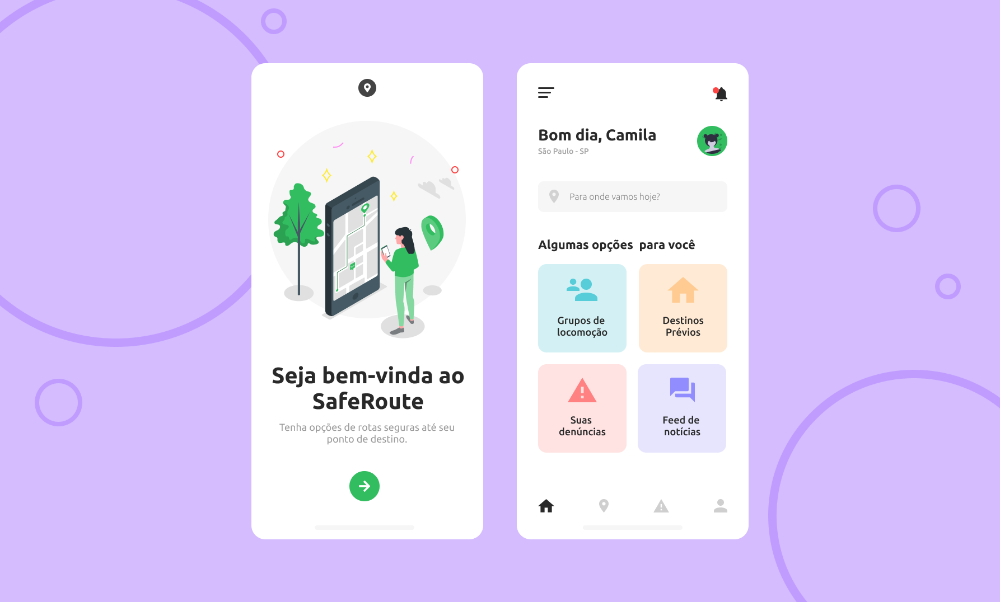 Seja bem-vinda ao
SafeRoute
Tenha opções de rotas seguras até seu
ponto de destino.
Bom dia, Camila
São Paulo - SP
Para onde vamos hoje?
Algumas opções  para você
Grupos de
locomoção
Destinos
Prévios
Suas
denúncias
Feed de
notícias